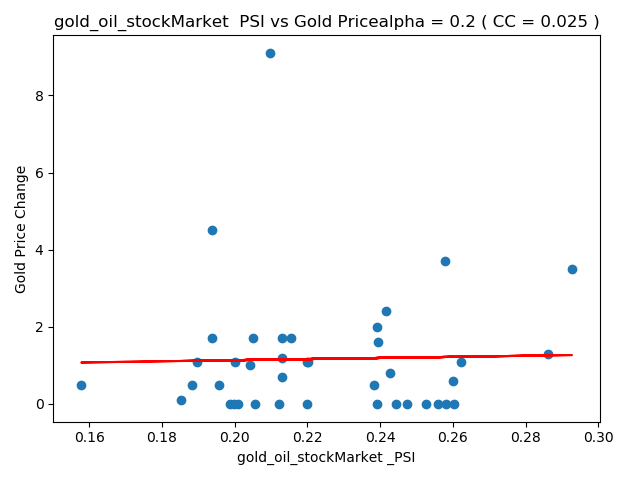 gold_oil_stockMarket  PSI vs Gold Pricealpha = 0.2 ( CC = 0.025 )
Gold Price Change
8
6
4
2
0
0.16 0.18 0.20 0.22 0.24 0.26 0.28 0.30
gold_oil_stockMarket _PSI